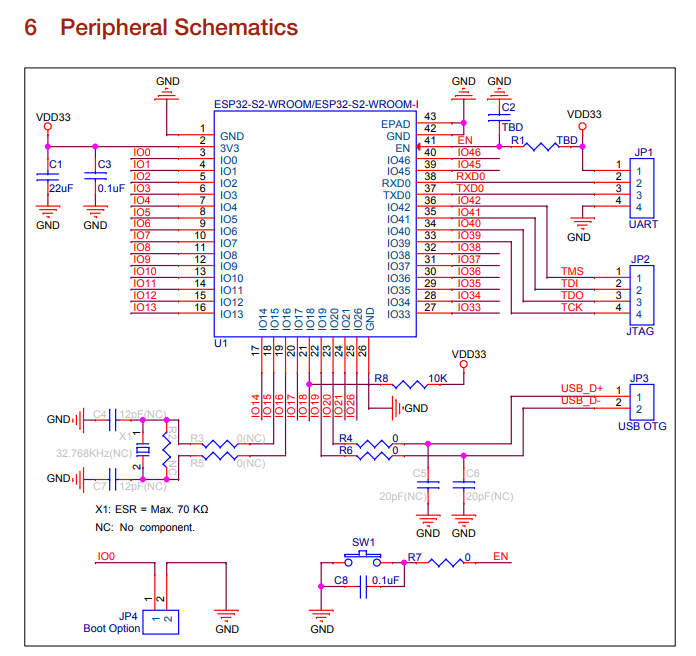 6 Peripheral Schematics
GND GND GND
ESP32-S2-WROOM/ESP32-S2-WROOM-I
VDD33
C1
22uF
C3
0.1uF
GND GND
C2
TBD
VDD33
R1 TBD
1 GND
2 3V3
IO0 3 IO0
IO1 4 IO1
IO2 5 IO2
IO3 6 IO3
IO4 7 IO4
IO5 8 IO5
IO6 9 IO6
IO7 10 IO7
IO8 11 IO8
IO9 12 IO9
IO10 13 IO10
IO11 14 IO11
IO12 15 IO12
IO13 16 IO13
U1
EPAD 43
GND 42
EN 41 EN
IO46 40 IO46
IO45 39 IO45
RXD0 38 RXD0
TXD0 37 TXD0
IO42 36 IO42
IO41 35 IO41
IO40 34 IO40
IO39 33 IO39
IO38 32 IO38
IO37 31 IO37
IO36 30 IO36
IO35 29 IO35
IO34 28 IO34
IO33 27 IO33
IO14 IO15 IO16 IO17 IO18 IO19 IO20 IO21 IO26 GND
17 18 19 20 21 22 23 24 25 26
IO14 IO15 IO16 IO17 IO18 IO19 IO20 IO21 IO26
JP1
1 1
2 2
3 3
4 4
UART
GND
JP2
TMS 1 1
TDI 2 2
TDO 3 3
TCK 4 4
JTAG
VDD33
R8 10K
GND
JP3
USB_D+ 1 1
USB_D- 2 2
USB OTG
GND C4 12pF(NC)
X1
32.768KHz(NC)
1
2
R2
NC
GND C7 12pF(NC)
R3 0(NC)
R5 0(NC)
R4 0
R6 0
C5
20pF(NC)
C6
20pF(NC)
GND GND
X1: ESR = Max. 70 KΩ
NC: No component.
IO0
1 2
1 2
JP4
Boot Option
GND
SW1
C8 0.1uF
R7 0 EN
GND